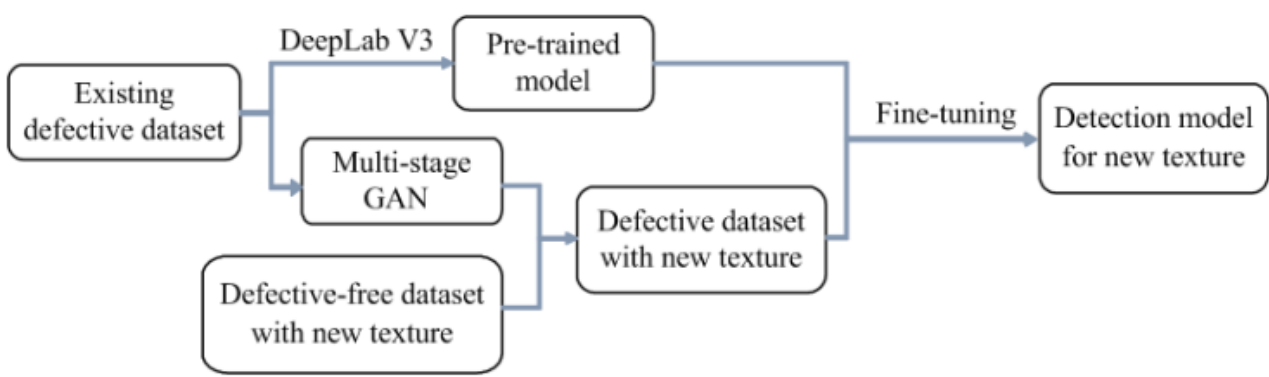 DeepLab V3
Pre-trained
model
Existing
defective dataset
Fine-tuning
Detection model
for new texture
Multi-stage
GAN
Defective dataset
with new texture
Defective-free dataset
with new texture